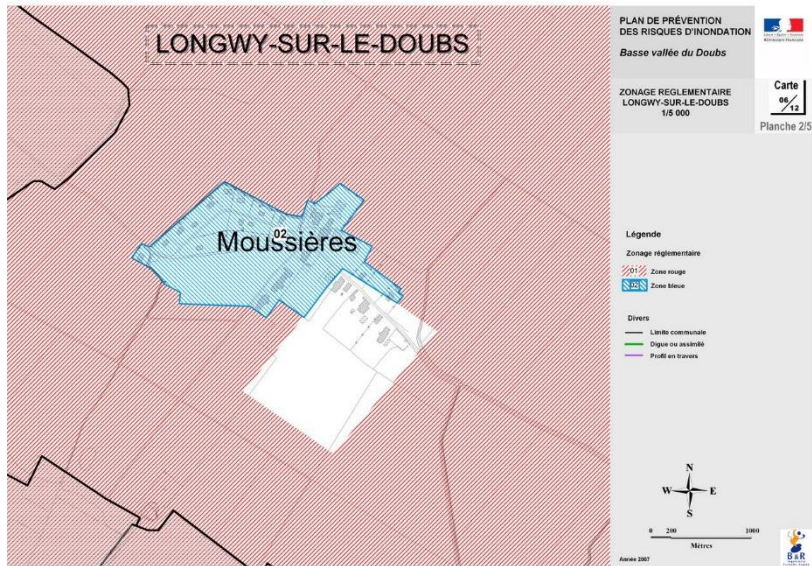 LONGWY-SUR-LE-DOUBS
Moussières
02
PLAN DE PRÉVENTION
DES RISQUES D'INONDATION
Basse vallée du Doubs
ZONAGE REGLEMENTAIRE
LONGWY-SUR-LE-DOUBS
1/5 000
Carte
06/12
Planche 2/5
Légende
Zonage réglementaire
01 Zone rouge
02 Zone bleue
Divers
Limite communale
Digue ou assimilé
Profil en travers
N
W E
S
0 200 1000
Mètres
Année 2007
B&R